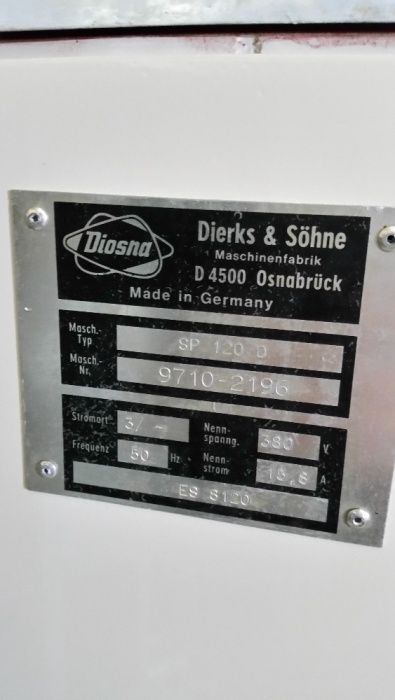 Diosna
Dierks & Söhne
Maschinenfabrik
D 4500 Osnabrück
Made in Germany
Masch.-Typ SP 120 D
Masch.-Nr. 9710-2196
Stromart 3/~ Nenn-spanng. 380 V
Frequenz 50 Hz Nenn-strom 15,8 A
ES 8120